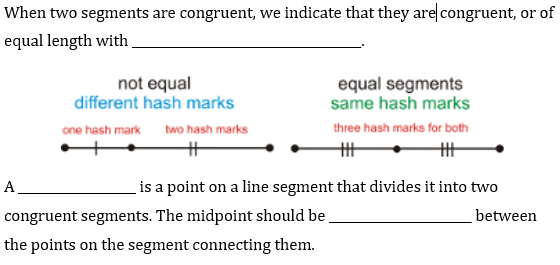 When two segments are congruent, we indicate that they are congruent, or of
equal length with ______________________________.
not equal
different hash marks
one hash mark two hash marks
equal segments
same hash marks
three hash marks for both
A _______________ is a point on a line segment that divides it into two
congruent segments. The midpoint should be __________________ between
the points on the segment connecting them.